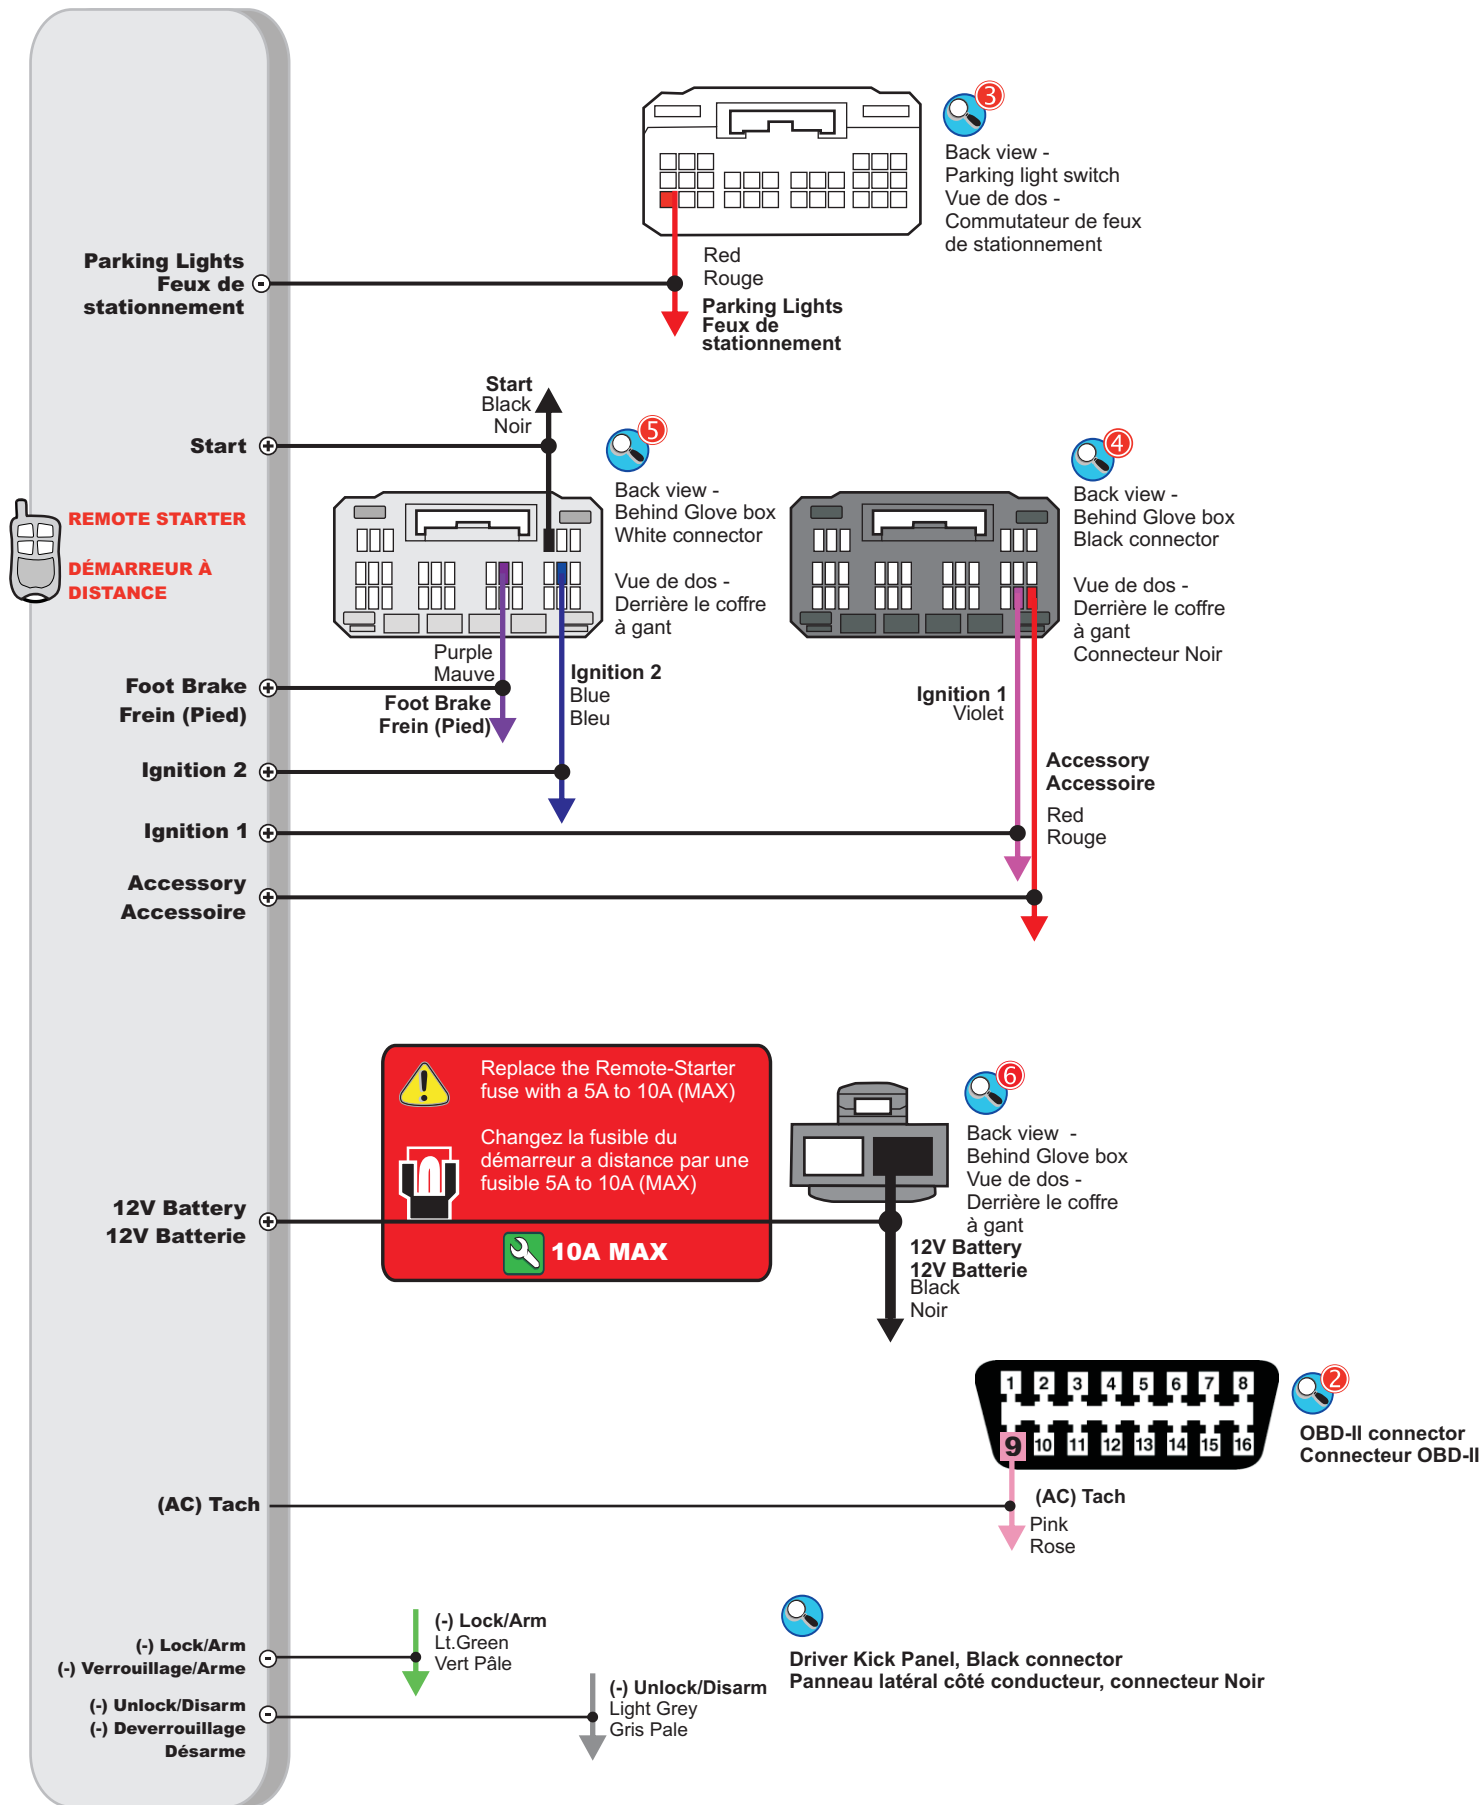 3
Back view -
Parking light switch
Vue de dos -
Commutateur de feux
de stationnement
Parking Lights
Feux de
stationnement
-
Red
Rouge
Parking Lights
Feux de
stationnement
Start
Black
Noir
Start
+
5
Back view -
Behind Glove box
White connector
Vue de dos -
Derrière le coffre
à gant
4
Back view -
Behind Glove box
Black connector
Vue de dos -
Derrière le coffre
à gant
Connecteur Noir
REMOTE STARTER
DÉMARREUR À
DISTANCE
Purple
Mauve
Foot Brake
Frein (Pied)
+
Foot Brake
Frein (Pied)
Ignition 2
Blue
Bleu
Ignition 1
Violet
Ignition 2
+
Accessory
Accessoire
Red
Rouge
Ignition 1
+
Accessory
Accessoire
+
!
Replace the Remote-Starter
fuse with a 5A to 10A (MAX)
Changez la fusible du
démarreur a distance par une
fusible 5A to 10A (MAX)
10A MAX
6
Back view -
Behind Glove box
Vue de dos -
Derrière le coffre
à gant
12V Battery
12V Batterie
+
12V Battery
12V Batterie
Black
Noir
1 2 3 4 5 6 7 8
9 10 11 12 13 14 15 16
2
OBD-II connector
Connecteur OBD-II
(AC) Tach
(AC) Tach
Pink
Rose
(-) Lock/Arm
(-) Verrouillage/Arme
-
(-) Lock/Arm
Lt.Green
Vert Pâle
Driver Kick Panel, Black connector
Panneau latéral côté conducteur, connecteur Noir
(-) Unlock/Disarm
(-) Deverrouillage
Désarme
-
(-) Unlock/Disarm
Light Grey
Gris Pale